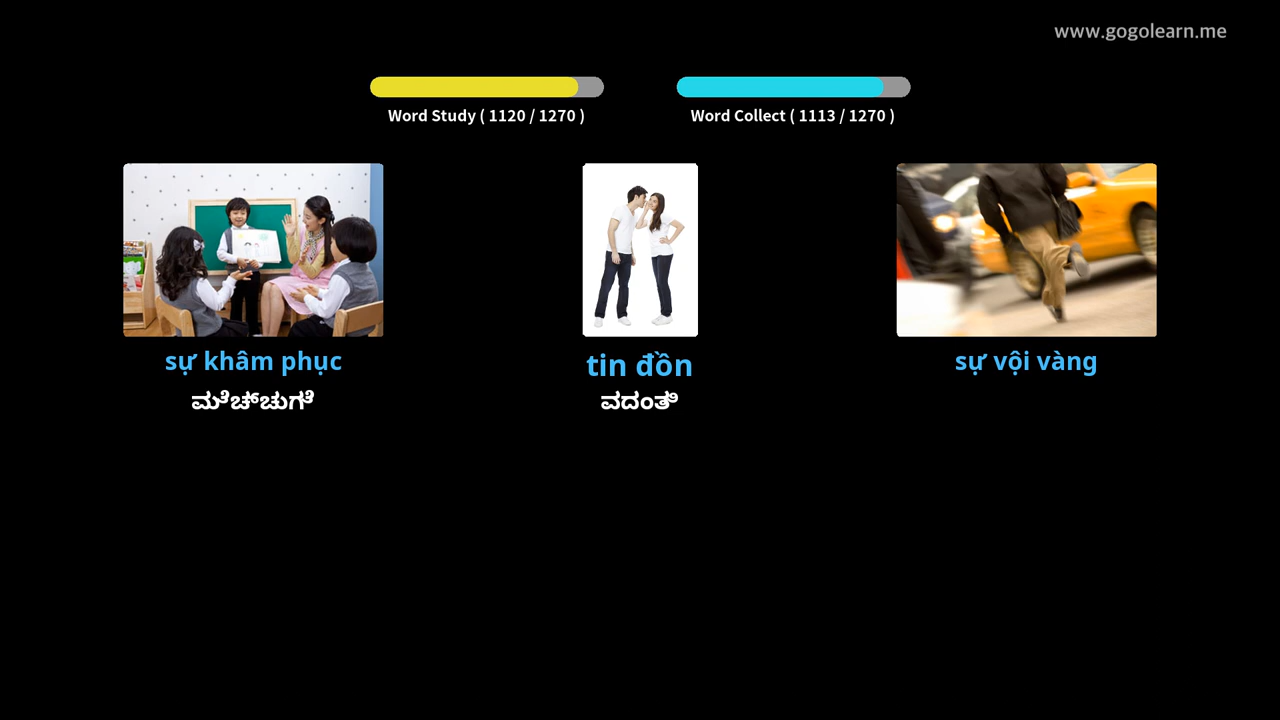 www.gogolearn.me
Word Study ( 1120 / 1270 )
Word Collect ( 1113 / 1270 )
sự khâm phục
tin đồn
sự vội vàng
ಮೆಚ್ಚುಗೆ
ವದಂತಿ